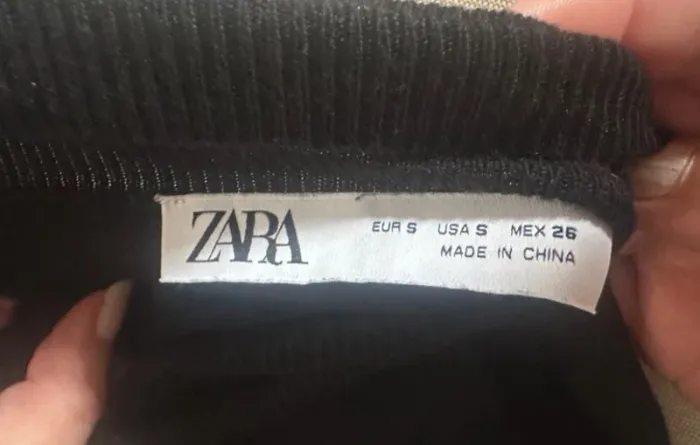 ZARA
EUR S USA S MEX 26
MADE IN CHINA